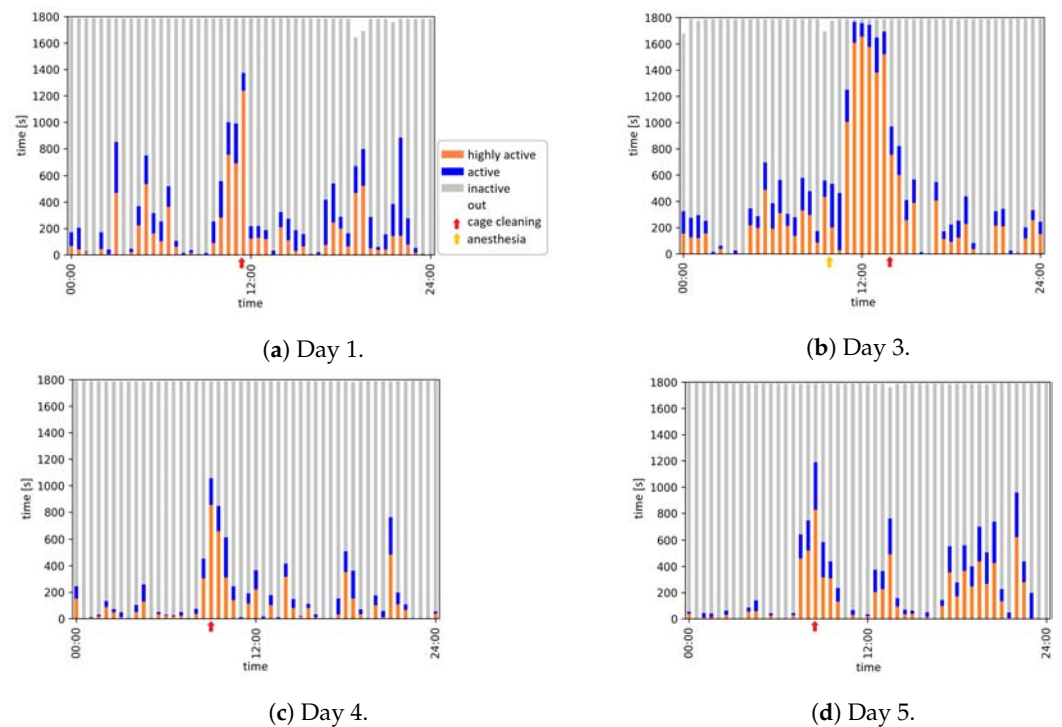 1800
1600
1400
1200
1000
800
600
400
200
0
time [s]
00:00
12:00
24:00
time
(a) Day 1.
highly active
active
inactive
out
cage cleaning
anesthesia
1800
1600
1400
1200
1000
800
600
400
200
0
time [s]
00:00
12:00
24:00
time
(b) Day 3.
1800
1600
1400
1200
1000
800
600
400
200
0
time [s]
00:00
12:00
24:00
time
(c) Day 4.
1800
1600
1400
1200
1000
800
600
400
200
0
time [s]
00:00
12:00
24:00
time
(d) Day 5.